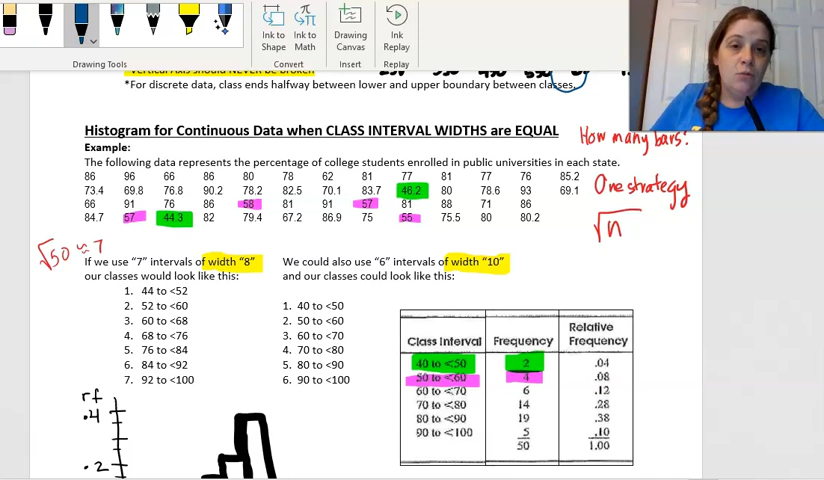 Ink to Shape
Ink to Math
Drawing Canvas
Ink Replay
Drawing Tools
Convert
Insert
Replay
Vertical Axis should NEVER be broken
*For discrete data, class ends halfway between lower and upper boundary between classes.
Histogram for Continuous Data when CLASS INTERVAL WIDTHS are EQUAL
How many bars?
Example:
The following data represents the percentage of college students enrolled in public universities in each state.
86 96 66 86 80 78 62 81 77 81 77 76 85.2
73.4 69.8 76.8 90.2 78.2 82.5 70.1 83.7 46.2 80 78.6 93 69.1
One strategy
66 91 76 86 58 81 91 57 81 88 71 86
84.7 57 44.3 82 79.4 67.2 86.9 75 55 75.5 80 80.2
√n
√50 ≈ 7
If we use "7" intervals of width "8"
our classes would look like this:
1. 44 to <52
2. 52 to <60
3. 60 to <68
4. 68 to <76
5. 76 to <84
6. 84 to <92
7. 92 to <100
We could also use "6" intervals of width "10"
and our classes could look like this:
1. 40 to <50
2. 50 to <60
3. 60 to <70
4. 70 to <80
5. 80 to <90
6. 90 to <100
Class Interval Frequency Relative Frequency
40 to <50 2 .04
50 to <60 4 .08
60 to <70 6 .12
70 to <80 14 .28
80 to <90 19 .38
90 to <100 5 .10
50 1.00
rf
.4
.2